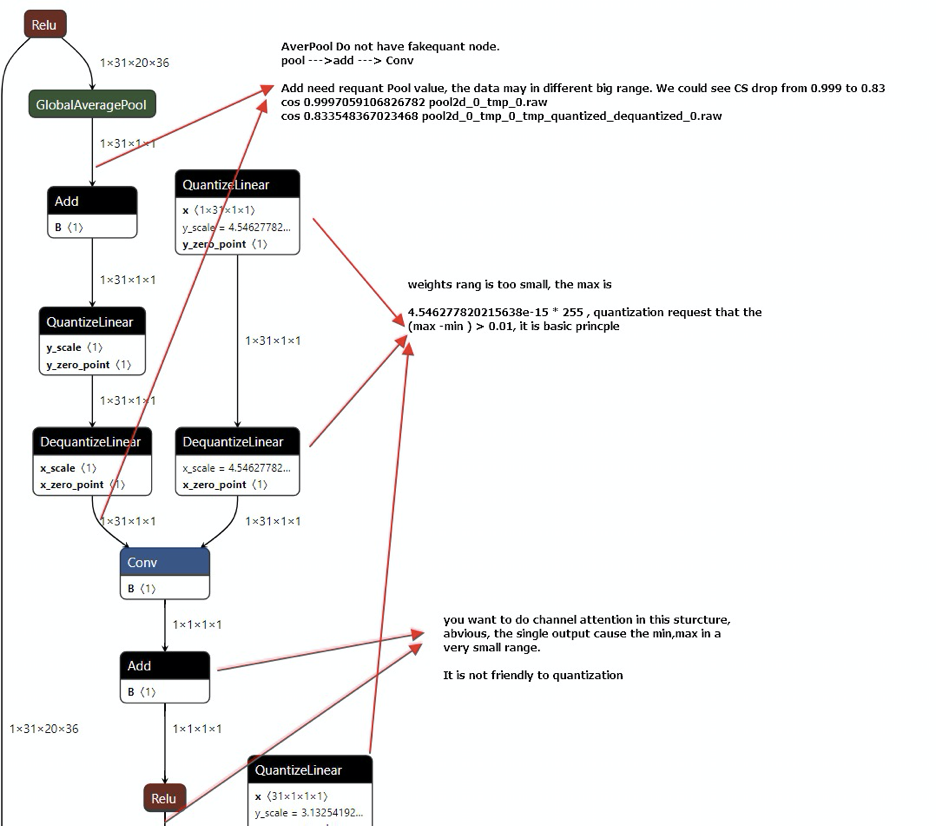 Relu
1×31×20×36
GlobalAveragePool
1×31×1×1
Add
B ⟨1⟩
1×31×1×1
QuantizeLinear
y_scale ⟨1⟩
y_zero_point ⟨1⟩
1×31×1×1
DequantizeLinear
x_scale ⟨1⟩
x_zero_point ⟨1⟩
1×31×1×1
QuantizeLinear
x ⟨1×31×1×1⟩
y_scale = 4.54627782...
y_zero_point ⟨1⟩
1×31×1×1
DequantizeLinear
x_scale = 4.54627782...
x_zero_point ⟨1⟩
1×31×1×1
Conv
B ⟨1⟩
1×1×1×1
Add
B ⟨1⟩
1×1×1×1
1×31×20×36
Relu
QuantizeLinear
x ⟨31×1×1×1⟩
y_scale = 3.13254192...
AverPool Do not have fakequant node.
pool --->add ---> Conv
Add need requant Pool value, the data may in different big range. We could see CS drop from 0.999 to 0.83
cos 0.9997059106826782 pool2d_0_tmp_0.raw
cos 0.833548367023468 pool2d_0_tmp_0_tmp_quantized_dequantized_0.raw
weights rang is too small, the max is
4.546277820215638e-15 * 255 , quantization request that the
(max -min ) > 0.01, it is basic princple
you want to do channel attention in this sturcture,
abvious, the single output cause the min,max in a
very small range.
It is not friendly to quantization